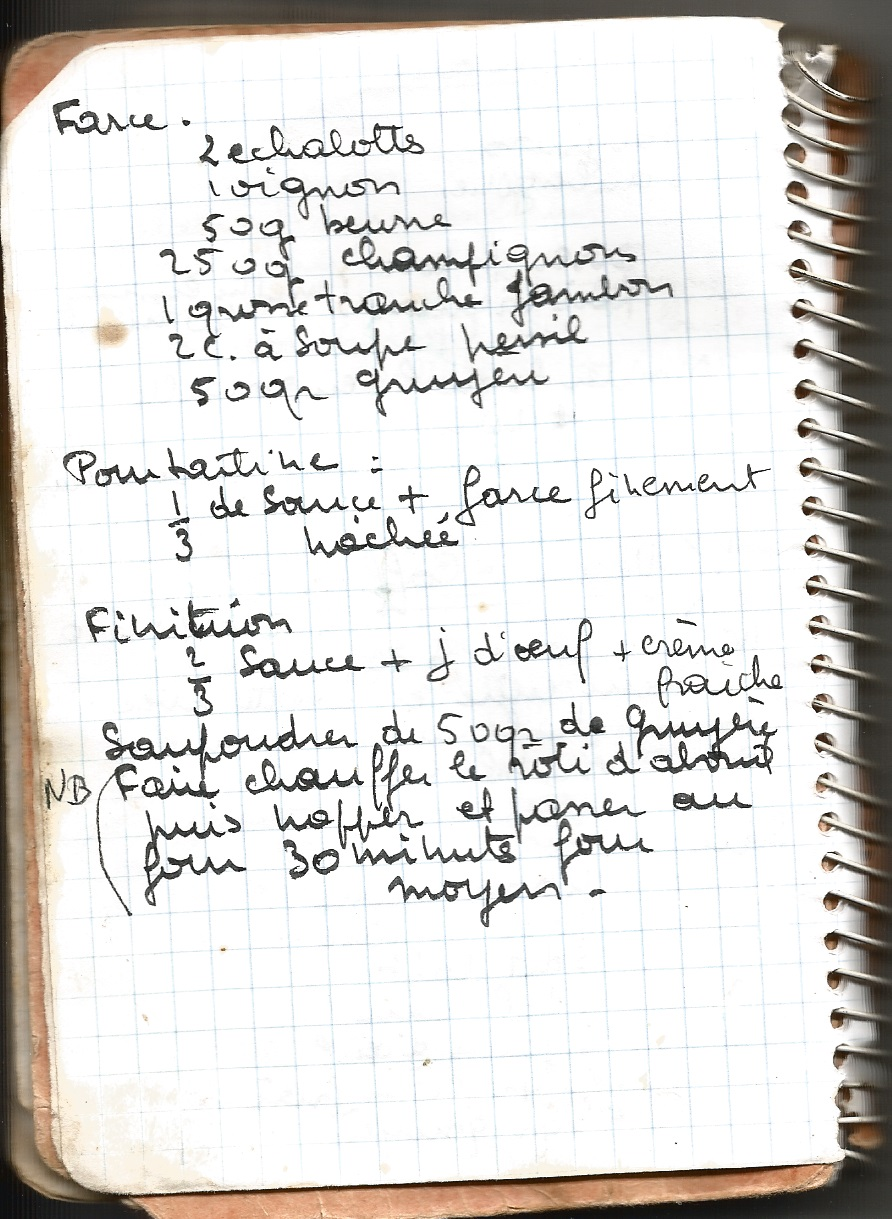 Farce.
2 echalotts
1 oignon
50g beurre
250g champignons
1 grosse tranche jambon
2 c. à soupe persil
50gr gruyere
Pour tartine :
1/3 de sauce + farce finement
hachée
Finition
2/3 Sauce + j d'oeuf + crème
fraiche
Saupoudrer de 50gr de gruyère
NB (Faire chauffer le rôti d'abord
puis napper et passer au
four 30 minuts four
moyen.